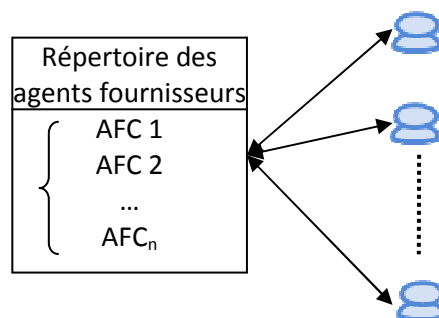 Répertoire des
agents fournisseurs
AFC 1
AFC 2
...
AFCₙ